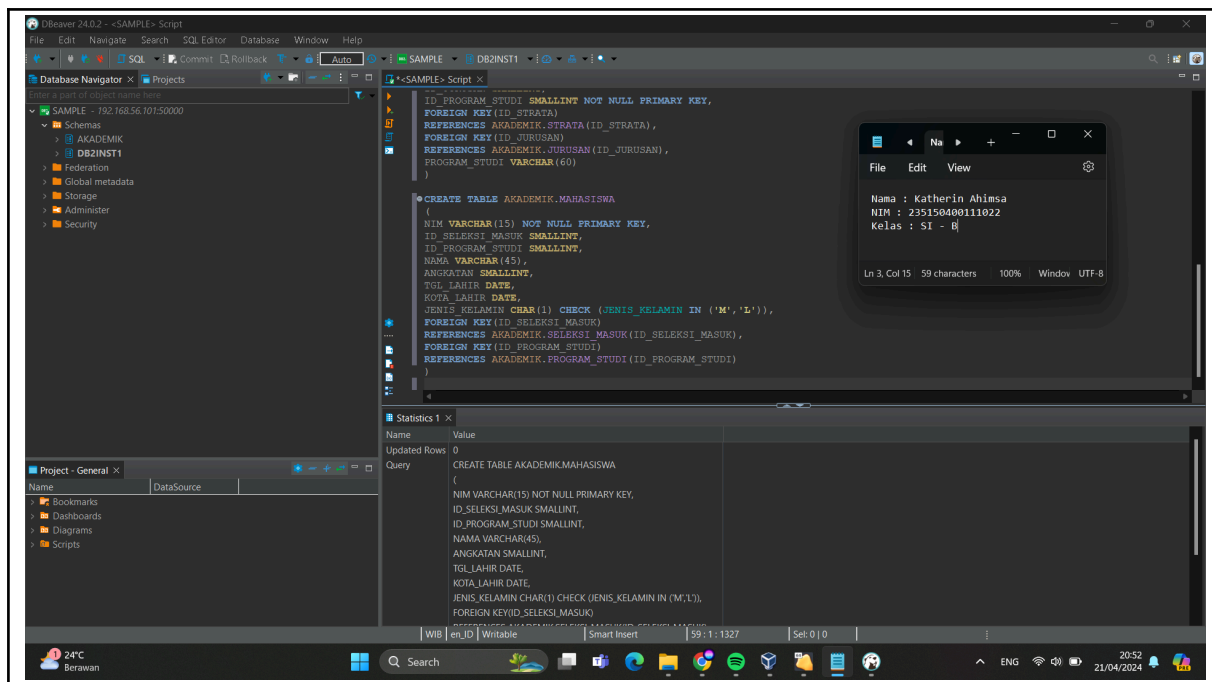 DBeaver 24.0.2 - <SAMPLE> Script
File Edit Navigate Search SQL Editor Database Window Help
SQL Commit Rollback Auto SAMPLE DB2INST1
Database Navigator Projects
*<SAMPLE> Script
Enter a part of object name here
SAMPLE - 192.168.56.101:50000
Schemas
AKADEMIK
DB2INST1
Federation
Global metadata
Storage
Administer
Security
ID_PROGRAM_STUDI SMALLINT NOT NULL PRIMARY KEY,
FOREIGN KEY(ID_STRATA)
REFERENCES AKADEMIK.STRATA(ID_STRATA),
FOREIGN KEY(ID_JURUSAN)
REFERENCES AKADEMIK.JURUSAN(ID_JURUSAN),
PROGRAM_STUDI VARCHAR(60)
)
CREATE TABLE AKADEMIK.MAHASISWA
(
NIM VARCHAR(15) NOT NULL PRIMARY KEY,
ID_SELEKSI_MASUK SMALLINT,
ID_PROGRAM_STUDI SMALLINT,
NAMA VARCHAR(45),
ANGKATAN SMALLINT,
TGL_LAHIR DATE,
KOTA_LAHIR DATE,
JENIS_KELAMIN CHAR(1) CHECK (JENIS_KELAMIN IN ('M','L')),
FOREIGN KEY(ID_SELEKSI_MASUK)
REFERENCES AKADEMIK.SELEKSI_MASUK(ID_SELEKSI_MASUK),
FOREIGN KEY(ID_PROGRAM_STUDI)
REFERENCES AKADEMIK.PROGRAM_STUDI(ID_PROGRAM_STUDI)
)
Na
File Edit View
Nama : Katherin Ahimsa
NIM : 235150400111022
Kelas : SI - B
Ln 3, Col 15 59 characters 100% Window UTF-8
Project - General
Name DataSource
Bookmarks
Dashboards
Diagrams
Scripts
Statistics 1
Name Value
Updated Rows 0
Query CREATE TABLE AKADEMIK.MAHASISWA
(
NIM VARCHAR(15) NOT NULL PRIMARY KEY,
ID_SELEKSI_MASUK SMALLINT,
ID_PROGRAM_STUDI SMALLINT,
NAMA VARCHAR(45),
ANGKATAN SMALLINT,
TGL_LAHIR DATE,
KOTA_LAHIR DATE,
JENIS_KELAMIN CHAR(1) CHECK (JENIS_KELAMIN IN ('M','L')),
FOREIGN KEY(ID_SELEKSI_MASUK)
WIB en_ID Writable Smart Insert 59 : 1 : 1327 Sel: 0 | 0
1
24°C
Berawan
Search
ENG
20:52
21/04/2024